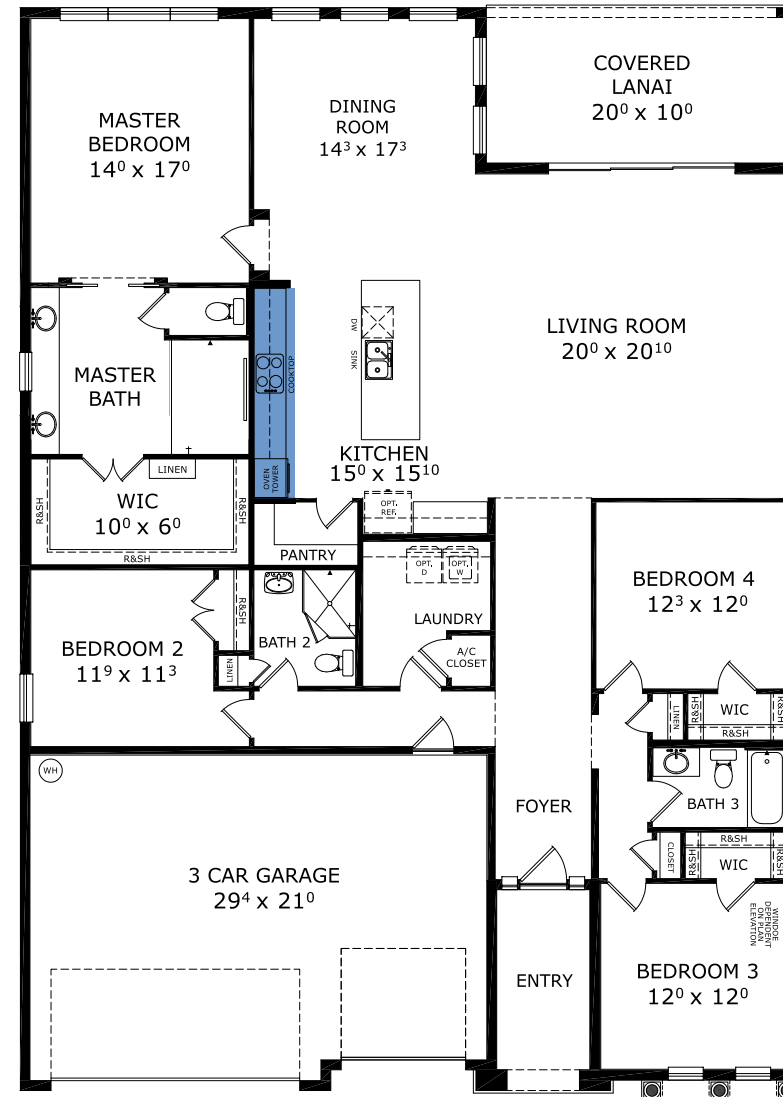 COVERED
LANAI
20⁰ x 10⁰
DINING
ROOM
14³ x 17³
MASTER
BEDROOM
14⁰ x 17⁰
LIVING ROOM
20⁰ x 20¹⁰
DW
SINK
COOKTOP
MASTER
BATH
KITCHEN
15⁰ x 15¹⁰
OVEN
TOWER
LINEN
WIC
10⁰ x 6⁰
R&SH
R&SH
R&SH
OPT.
REF.
PANTRY
OPT.
D
OPT.
W
LAUNDRY
A/C
CLOSET
BEDROOM 4
12³ x 12⁰
BEDROOM 2
11⁹ x 11³
R&SH
LINEN
BATH 2
LINEN
R&SH
WIC
R&SH
R&SH
WH
FOYER
BATH 3
CLOSET
R&SH
R&SH
WIC
R&SH
3 CAR GARAGE
29⁴ x 21⁰
WINDOE
DEPENDENT
ON PLAN
ELEVATION
ENTRY
BEDROOM 3
12⁰ x 12⁰